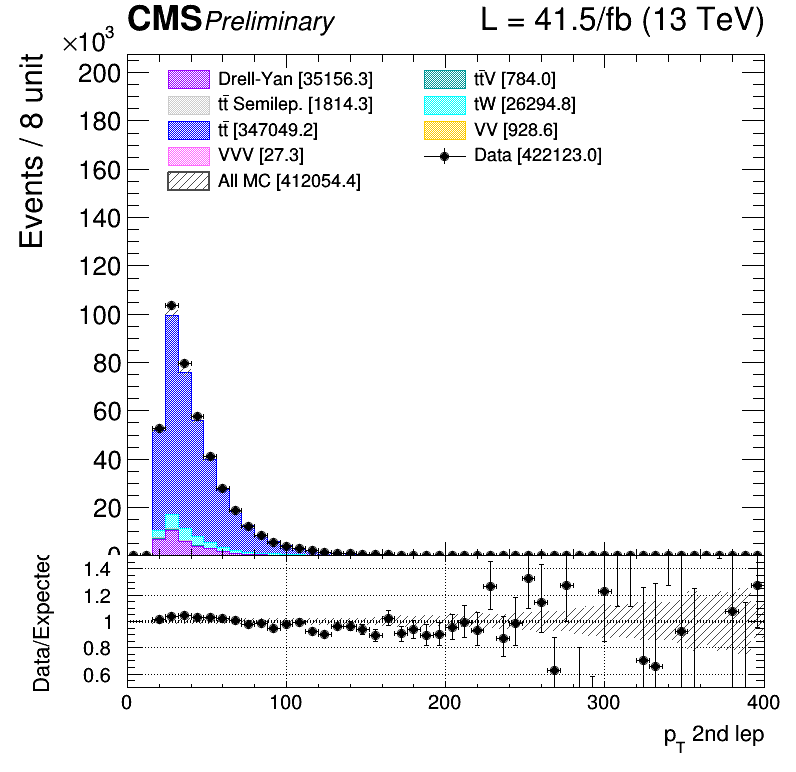 CMS Preliminary L = 41.5/fb (13 TeV)
×10³
Events / 8 unit
200
180
160
140
120
100
80
60
40
20
0
Drell-Yan [35156.3]
tt̄ Semilep. [1814.3]
tt̄ [347049.2]
VVV [27.3]
All MC [412054.4]
tt̄V [784.0]
tW [26294.8]
VV [928.6]
Data [422123.0]
Data/Expected
1.4
1.2
1
0.8
0.6
0 100 200 300 400
p_T 2nd lep